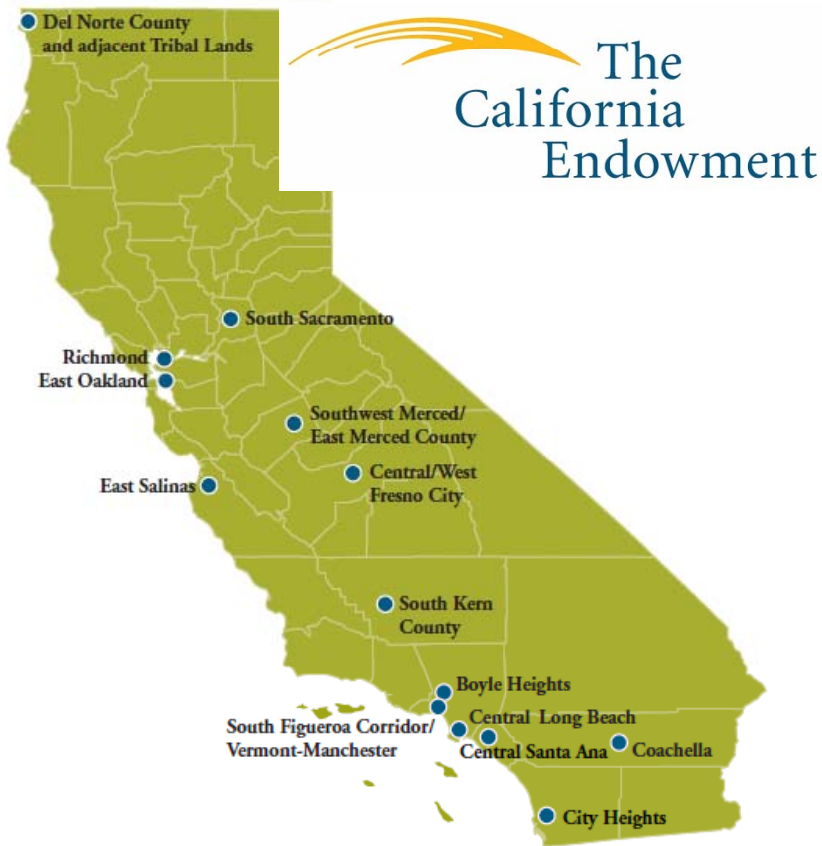 Del Norte County
and adjacent Tribal Lands
The
California
Endowment
South Sacramento
Richmond
East Oakland
Southwest Merced/
East Merced County
Central/West
Fresno City
East Salinas
South Kern
County
Boyle Heights
South Figueroa Corridor/
Vermont-Manchester
Central Long Beach
Central Santa Ana
Coachella
City Heights